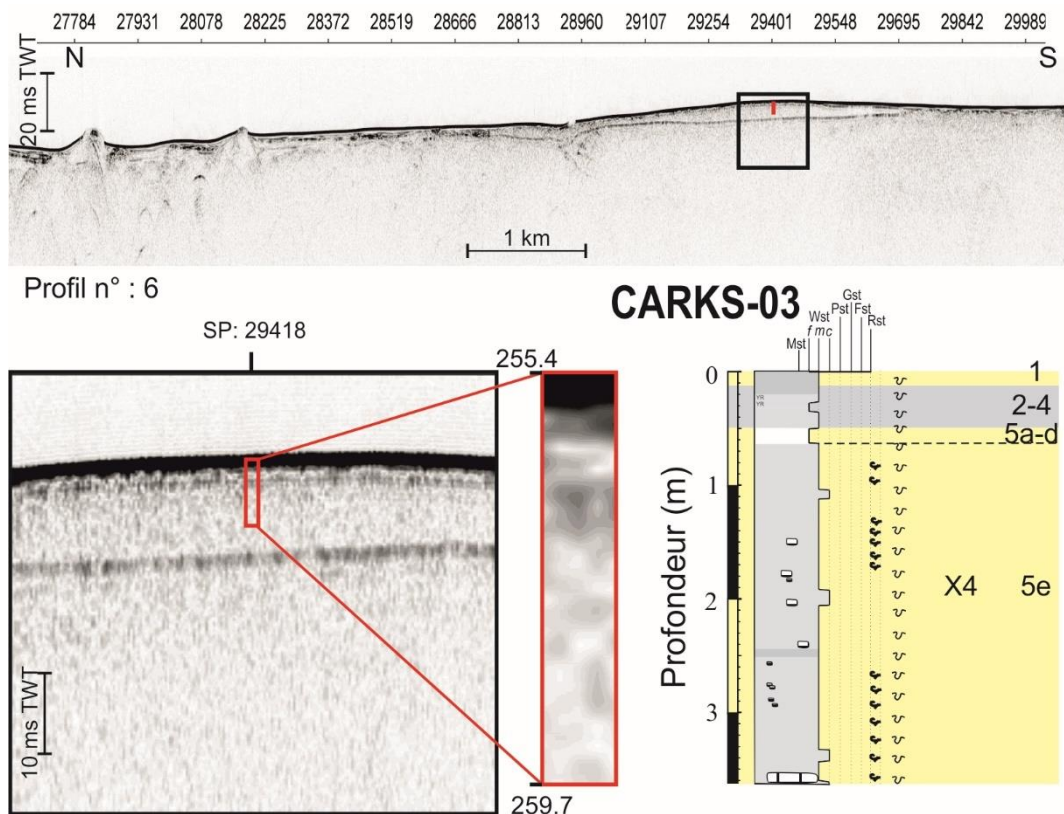 27784 27931 28078 28225 28372 28519 28666 28813 28960 29107 29254 29401 29548 29695 29842 29989
N S
20 ms TWT
1 km
Profil n° : 6
CARKS-03
SP: 29418
255.4
259.7
10 ms TWT
Gst
Pst Fst
Wst Rst
f m c
Mst
Profondeur (m)
0
1
2
3
1
2-4
5a-d
X4 5e